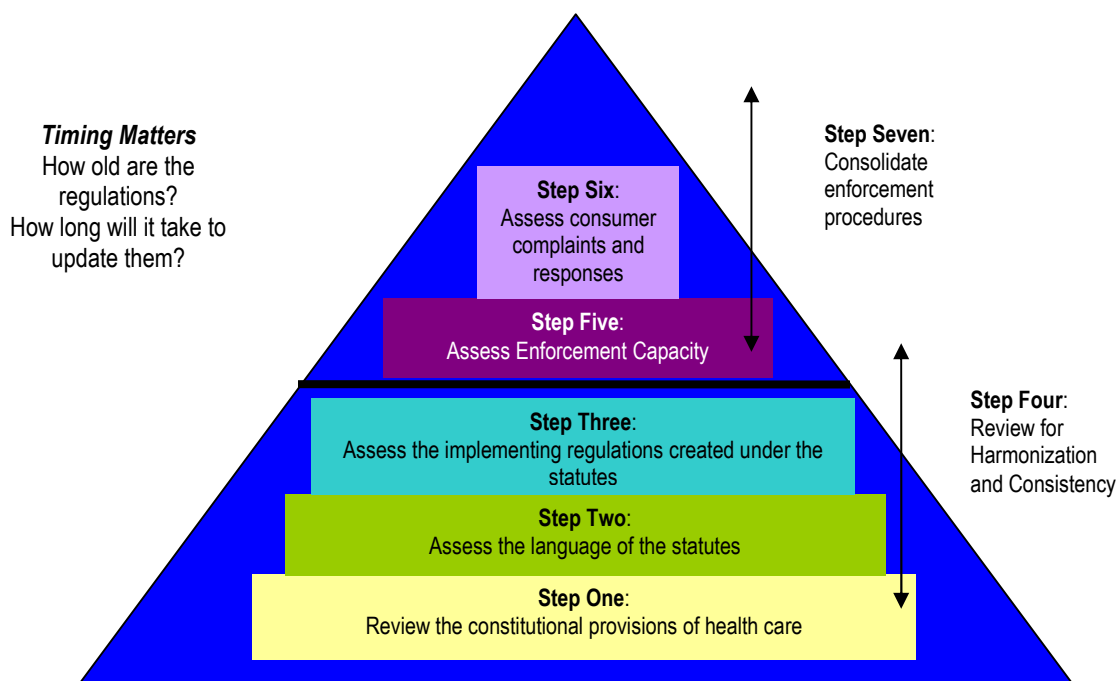 Timing Matters
How old are the
regulations?
How long will it take to
update them?
Step Seven:
Consolidate
enforcement
procedures
Step Six:
Assess consumer
complaints and
responses
Step Five:
Assess Enforcement Capacity
Step Four:
Review for
Harmonization
and Consistency
Step Three:
Assess the implementing regulations created under the
statutes
Step Two:
Assess the language of the statutes
Step One:
Review the constitutional provisions of health care